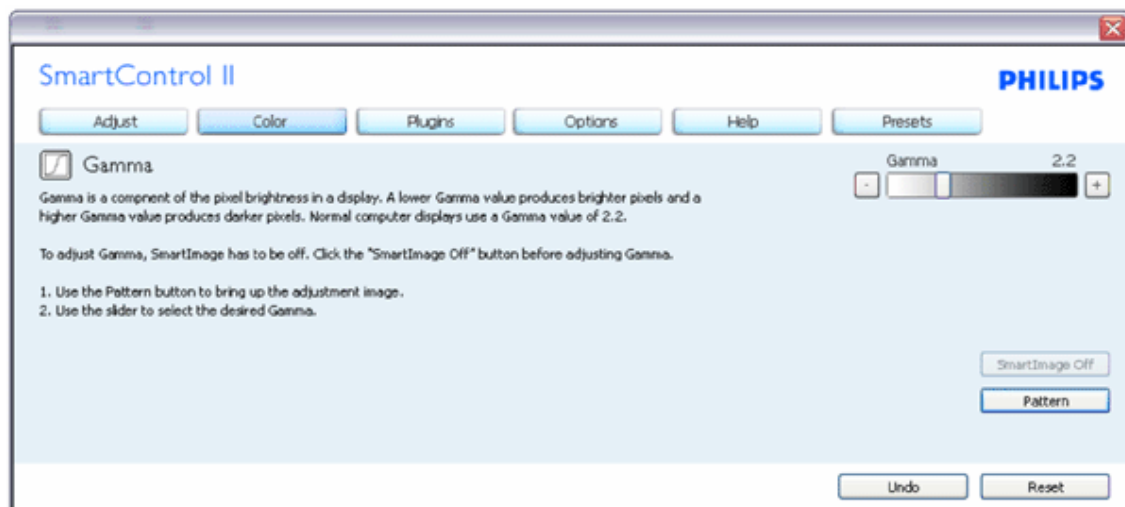 SmartControl II
PHILIPS
Adjust
Color
Plugins
Options
Help
Presets
Gamma
Gamma 2.2
- +
Gamma is a compnent of the pixel brightness in a display. A lower Gamma value produces brighter pixels and a
higher Gamma value produces darker pixels. Normal computer displays use a Gamma value of 2.2.
To adjust Gamma, SmartImage has to be off. Click the "SmartImage Off" button before adjusting Gamma.
1. Use the Pattern button to bring up the adjustment image.
2. Use the slider to select the desired Gamma.
SmartImage Off
Pattern
Undo
Reset